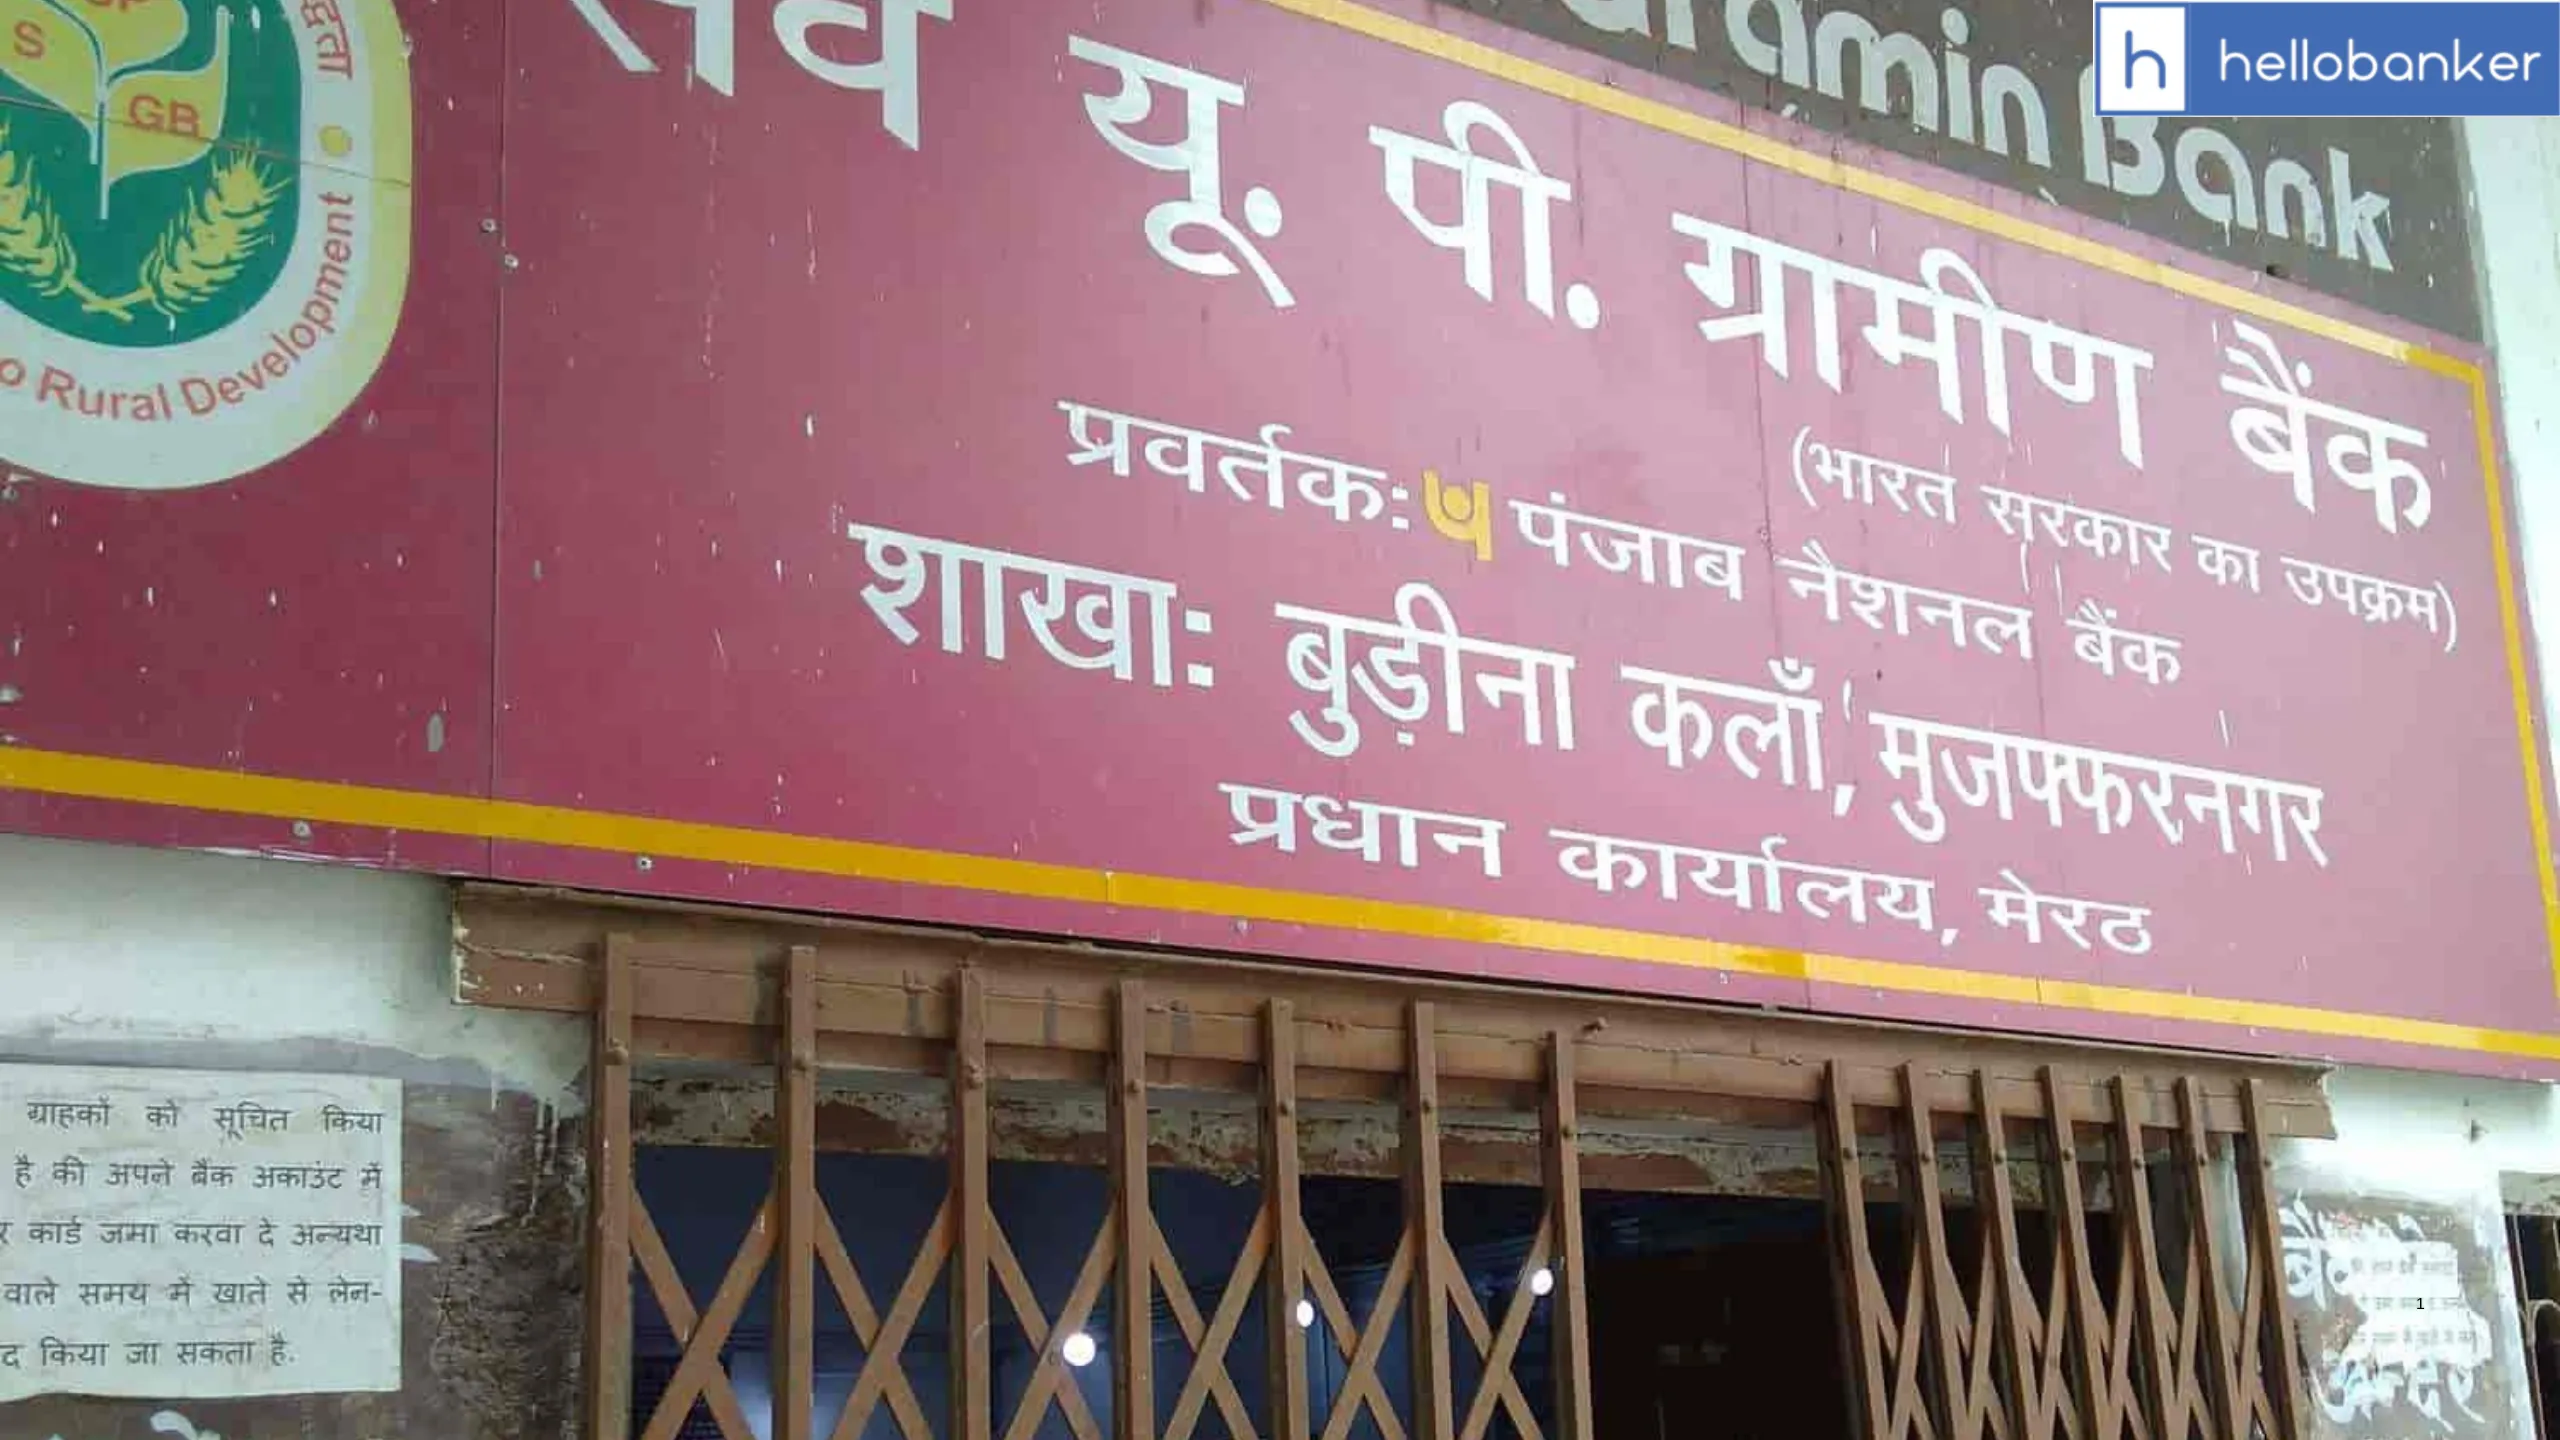 hellobanker
Bank
यू. पी. ग्रामीण बैंक
(भारत सरकार का उपक्रम)
प्रवर्तक: पंजाब नैशनल बैंक
शाखा: बुड़ीना कलाँ, मुजफ्फरनगर
प्रधान कार्यालय, मेरठ
S
GB
Rural Development
ग्राहकों को सूचित किया
है की अपने बैंक अकाउंट में
कार्ड जमा करवा दे अन्यथा
वाले समय में खाते से लेन-
किया जा सकता है.
1